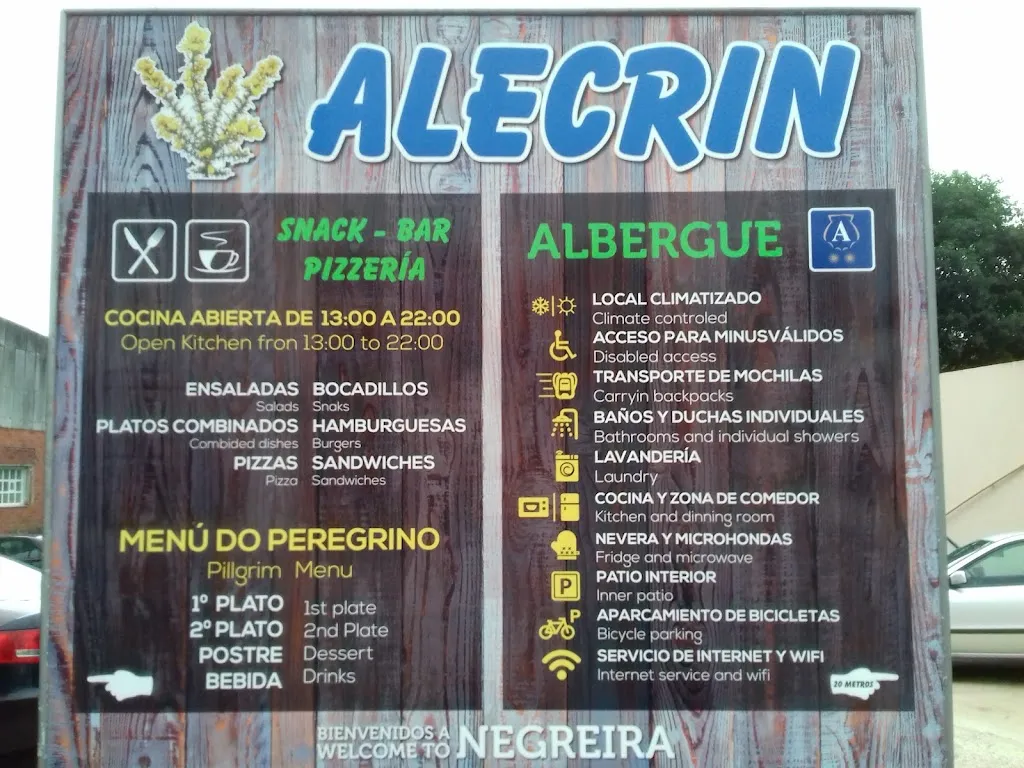 ALECRIN
SNACK - BAR
PIZZERÍA
COCINA ABIERTA DE 13:00 A 22:00
Open Kitchen fron 13:00 to 22:00
ENSALADAS BOCADILLOS
Salads Snaks
PLATOS COMBINADOS HAMBURGUESAS
Combided dishes Burgers
PIZZAS SANDWICHES
Pizza Sandwiches
MENÚ DO PEREGRINO
Pillgrim Menu
1º PLATO 1st plate
2º PLATO 2nd Plate
POSTRE Dessert
BEBIDA Drinks
ALBERGUE
A
LOCAL CLIMATIZADO
Climate controled
ACCESO PARA MINUSVÁLIDOS
Disabled access
TRANSPORTE DE MOCHILAS
Carryin backpacks
BAÑOS Y DUCHAS INDIVIDUALES
Bathrooms and individual showers
LAVANDERÍA
Laundry
COCINA Y ZONA DE COMEDOR
Kitchen and dinning room
NEVERA Y MICROHONDAS
Fridge and microwave
P
PATIO INTERIOR
Inner patio
P
APARCAMIENTO DE BICICLETAS
Bicycle parking
SERVICIO DE INTERNET Y WIFI
Internet service and wifi
20 METROS
BIENVENIDOS A
WELCOME TO NEGREIRA